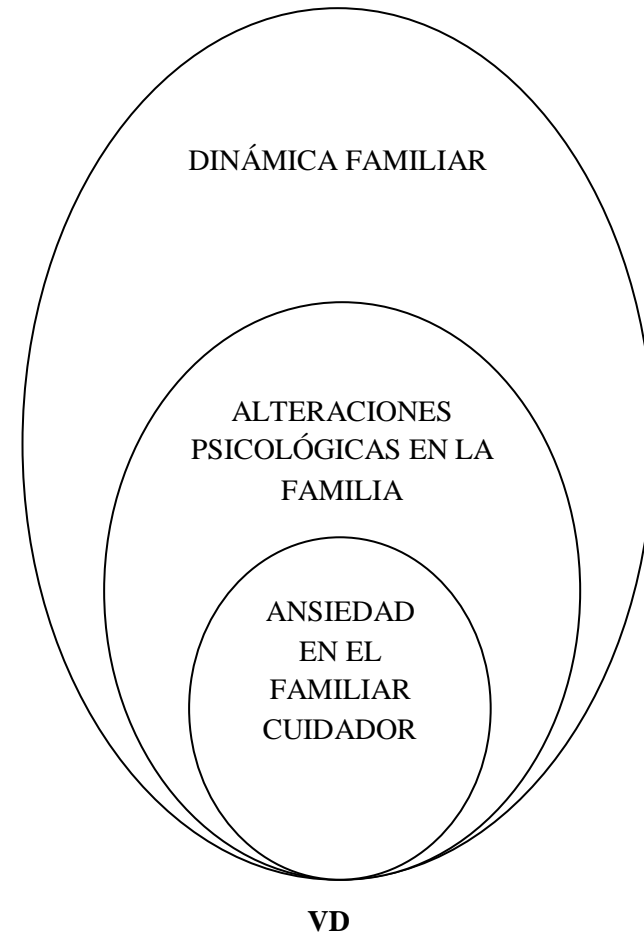 DINÁMICA FAMILIAR
ALTERACIONES
PSICOLÓGICAS EN LA
FAMILIA
ANSIEDAD
EN EL
FAMILIAR
CUIDADOR
VD